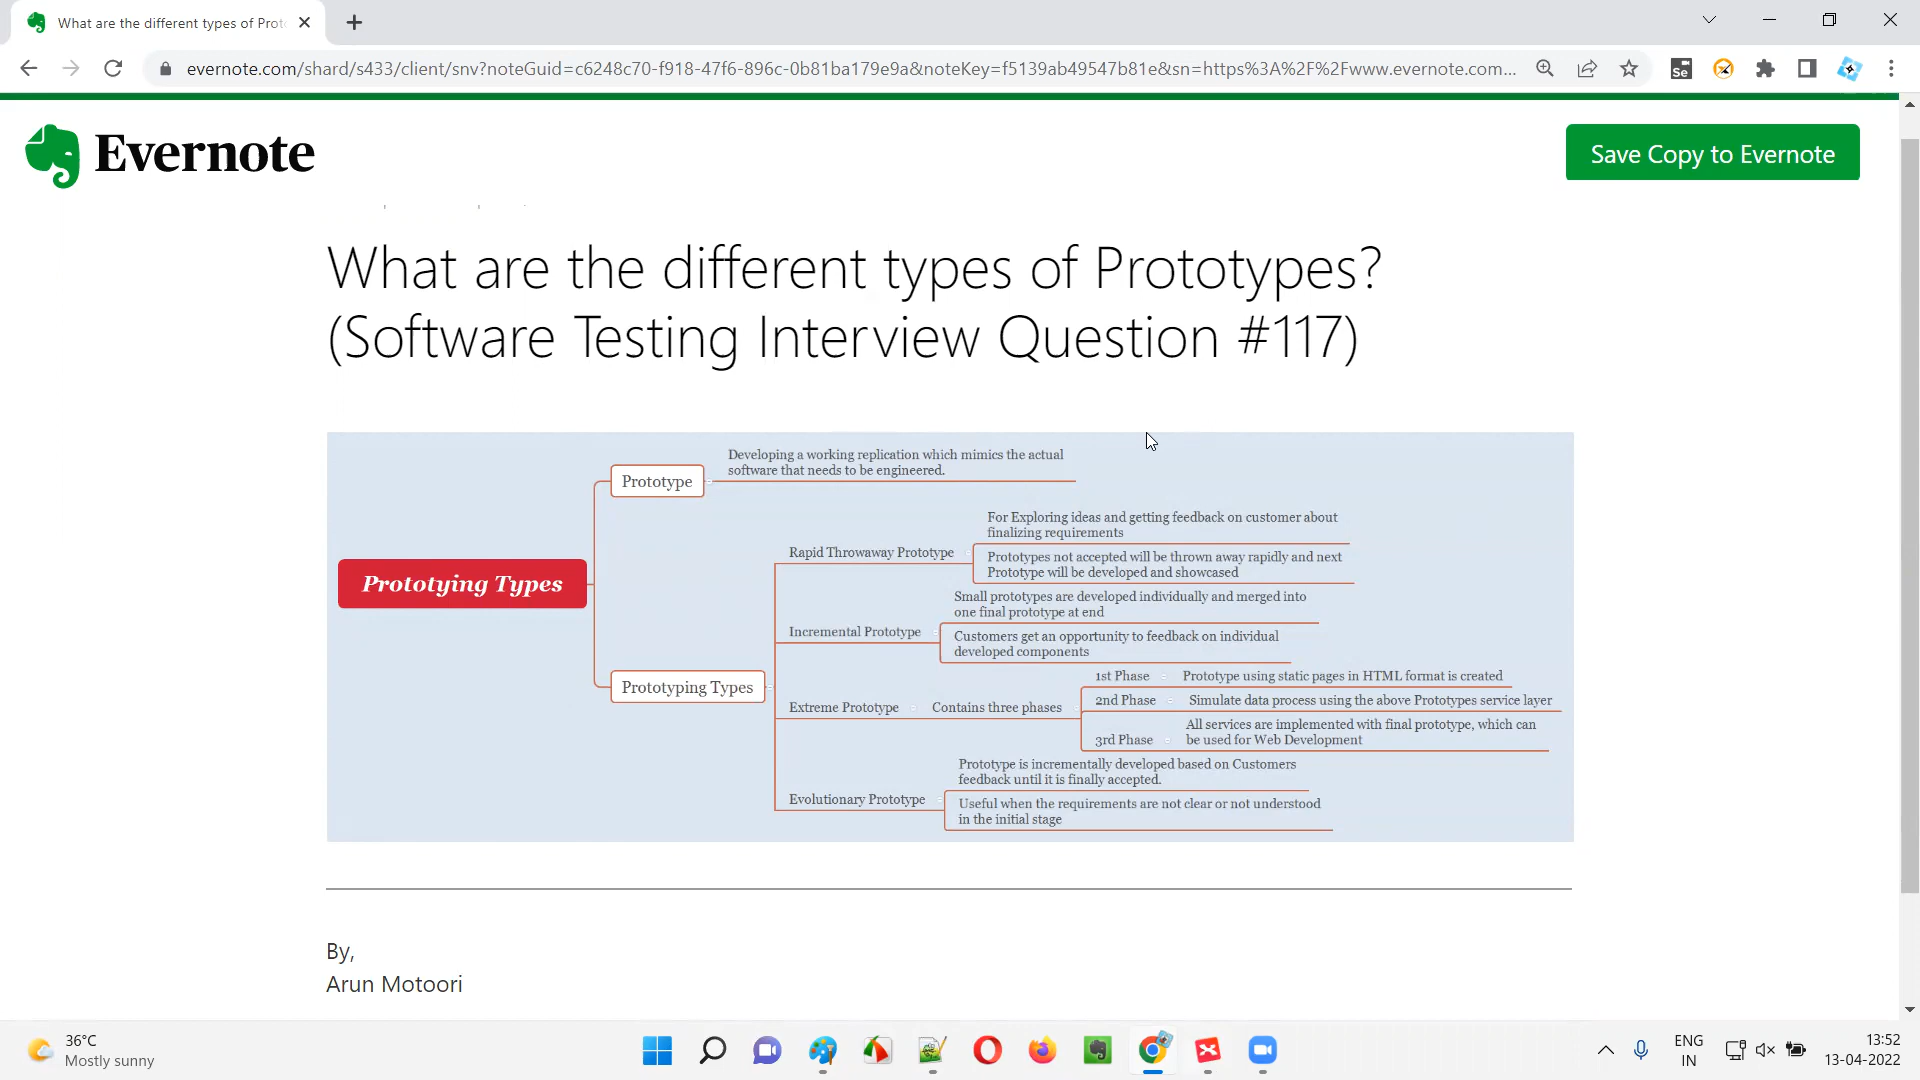 What are the different types of Prot
evernote.com/shard/s433/client/snv?noteGuid=c6248c70-f918-47f6-896c-0b81ba179e9a&noteKey=f5139ab49547b81e&sn=https%3A%2F%2Fwww.evernote.com...
Se
Evernote
Save Copy to Evernote
What are the different types of Prototypes?
(Software Testing Interview Question #117)
Prototying Types
Prototype
Developing a working replication which mimics the actual
software that needs to be engineered.
Prototyping Types
Rapid Throwaway Prototype
For Exploring ideas and getting feedback on customer about
finalizing requirements
Prototypes not accepted will be thrown away rapidly and next
Prototype will be developed and showcased
Incremental Prototype
Small prototypes are developed individually and merged into
one final prototype at end
Customers get an opportunity to feedback on individual
developed components
Extreme Prototype
Contains three phases
1st Phase
Prototype using static pages in HTML format is created
2nd Phase
Simulate data process using the above Prototypes service layer
3rd Phase
All services are implemented with final prototype, which can
be used for Web Development
Evolutionary Prototype
Prototype is incrementally developed based on Customers
feedback until it is finally accepted.
Useful when the requirements are not clear or not understood
in the initial stage
By,
Arun Motoori
36°C
Mostly sunny
ENG
IN
13:52
13-04-2022